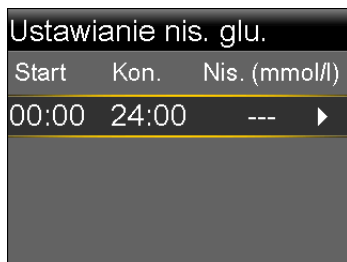 Ustawianie nis. glu.
Start Kon. Nis. (mmol/l)
00:00 24:00 ---